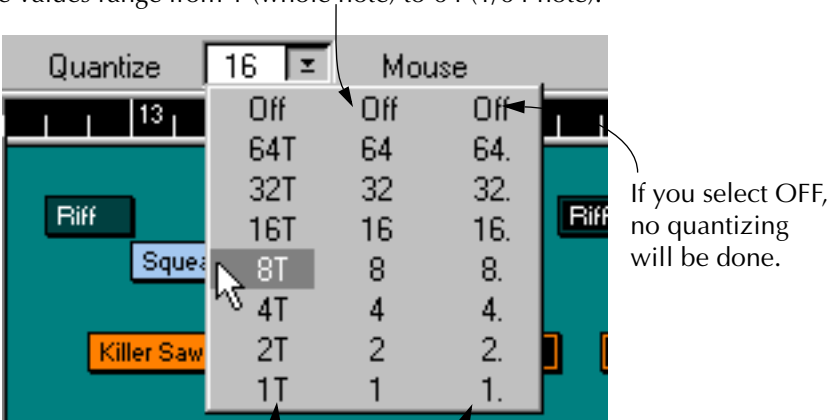 values range from 1 (whole note) to 64 (1/64 note).
Quantize 16 Mouse
13
Off Off Off
64T 64 64.
32T 32 32.
16T 16 16.
8T 8 8.
4T 4 4.
2T 2 2.
1T 1 1.
Riff
Squea
Killer Saw
Riff
If you select OFF,
no quantizing
will be done.